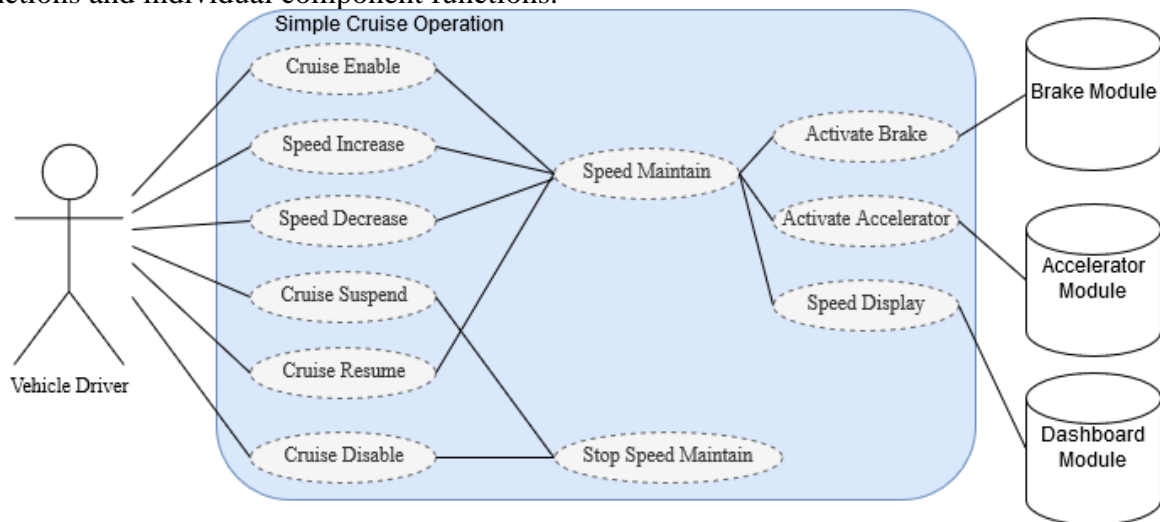 nctions and individual component functions.
Simple Cruise Operation
Cruise Enable
Speed Increase
Speed Decrease
Cruise Suspend
Cruise Resume
Cruise Disable
Vehicle Driver
Speed Maintain
Stop Speed Maintain
Activate Brake
Activate Accelerator
Speed Display
Brake Module
Accelerator
Module
Dashboard
Module